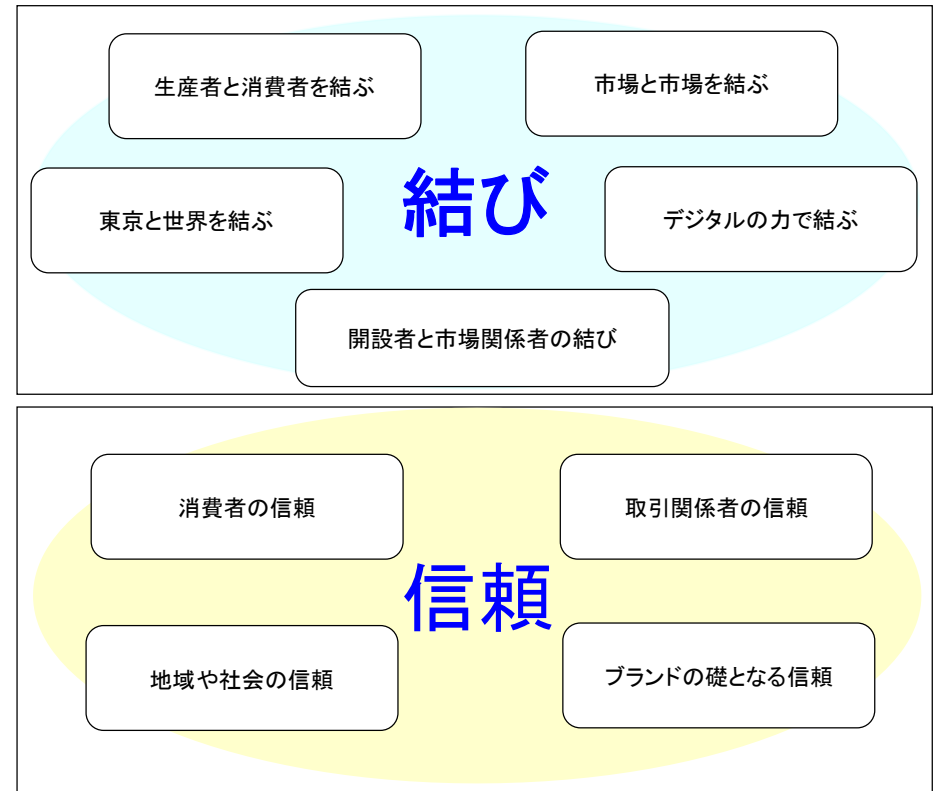 生産者と消費者を結ぶ
市場と市場を結ぶ
結び
東京と世界を結ぶ
デジタルの力で結ぶ
開設者と市場関係者の結び
消費者の信頼
取引関係者の信頼
信頼
地域や社会の信頼
ブランドの礎となる信頼